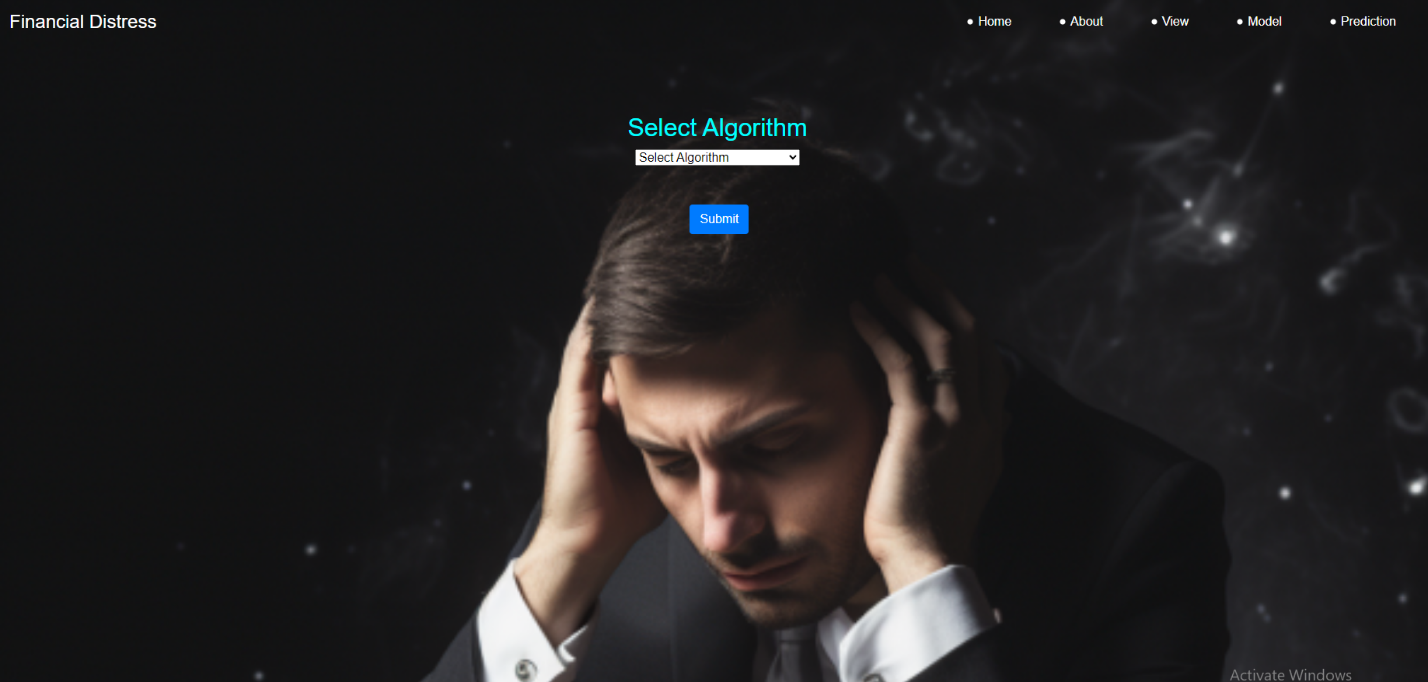 Financial Distress
● Home ● About ● View ● Model ● Prediction
Select Algorithm
Select Algorithm
Submit
Activate Windows